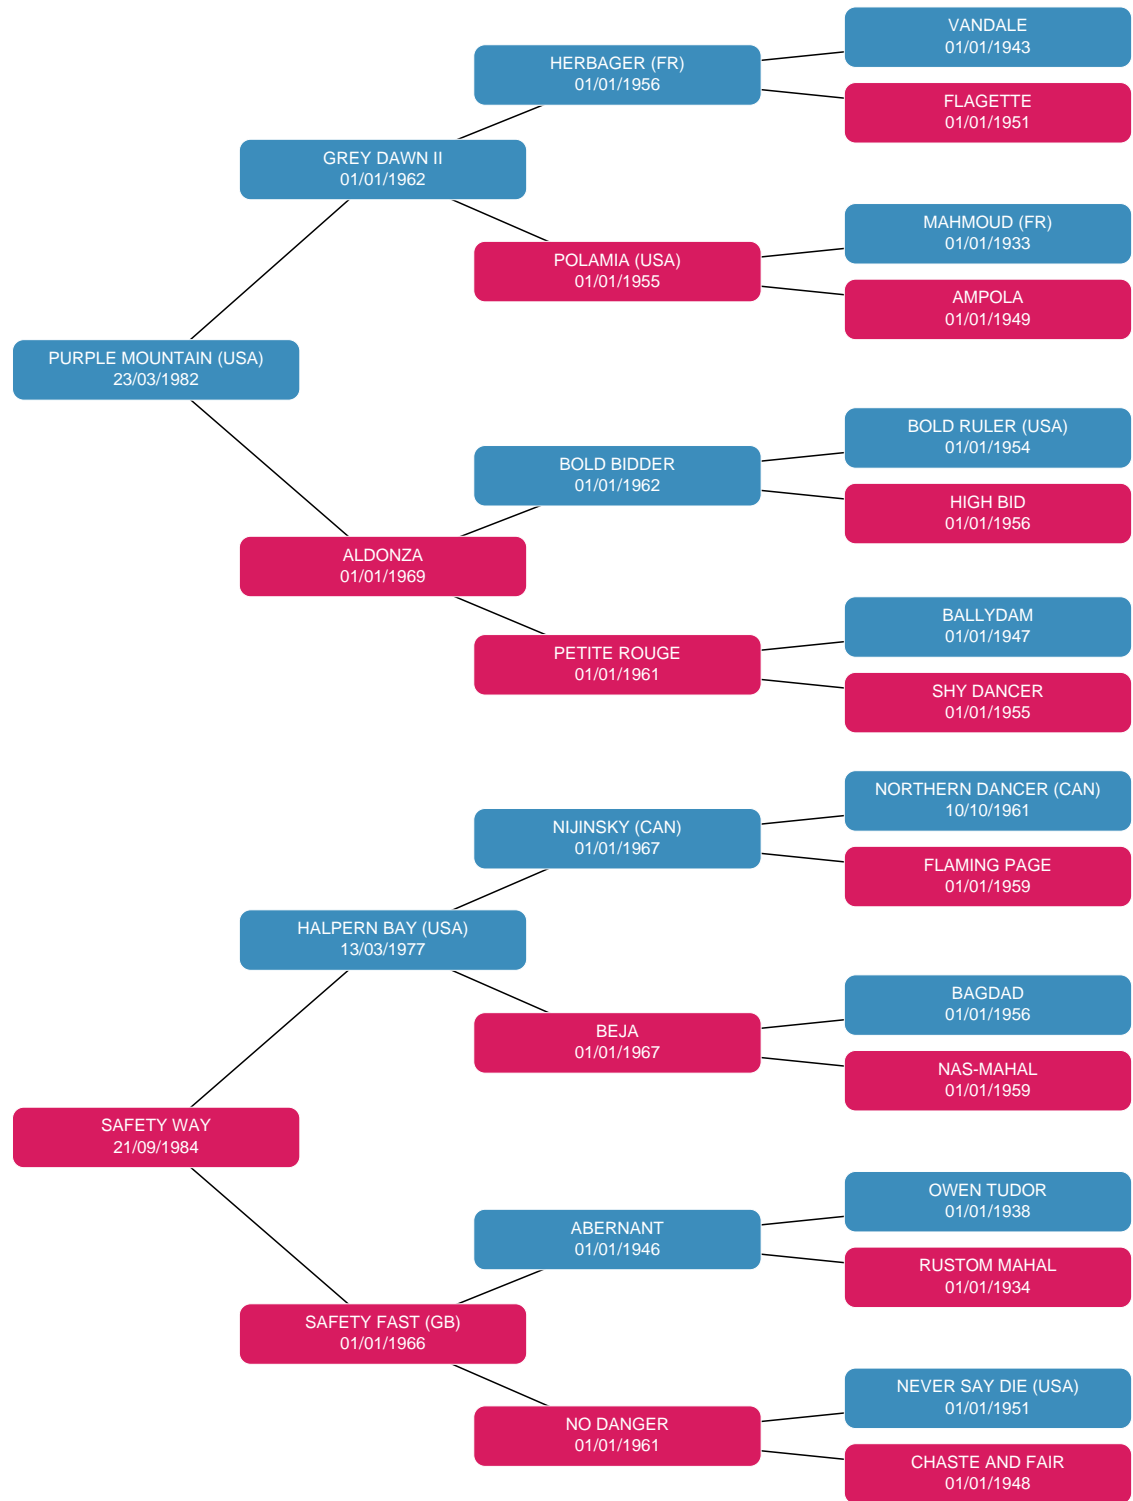 VANDALE
01/01/1943
HERBAGER (FR)
01/01/1956
FLAGETTE
01/01/1951
GREY DAWN II
01/01/1962
MAHMOUD (FR)
01/01/1933
POLAMIA (USA)
01/01/1955
AMPOLA
01/01/1949
PURPLE MOUNTAIN (USA)
23/03/1982
BOLD RULER (USA)
01/01/1954
BOLD BIDDER
01/01/1962
HIGH BID
01/01/1956
ALDONZA
01/01/1969
BALLYDAM
01/01/1947
PETITE ROUGE
01/01/1961
SHY DANCER
01/01/1955
NORTHERN DANCER (CAN)
10/10/1961
NIJINSKY (CAN)
01/01/1967
FLAMING PAGE
01/01/1959
HALPERN BAY (USA)
13/03/1977
BAGDAD
01/01/1956
BEJA
01/01/1967
NAS-MAHAL
01/01/1959
SAFETY WAY
21/09/1984
OWEN TUDOR
01/01/1938
ABERNANT
01/01/1946
RUSTOM MAHAL
01/01/1934
SAFETY FAST (GB)
01/01/1966
NEVER SAY DIE (USA)
01/01/1951
NO DANGER
01/01/1961
CHASTE AND FAIR
01/01/1948